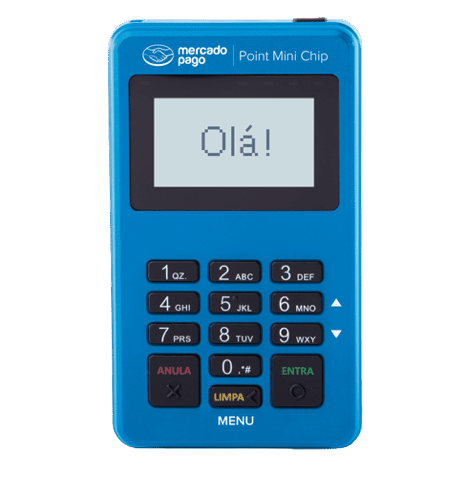 mercado
pago
Point Mini Chip
Olá!
1 QZ.
2 ABC
3 DEF
4 GHI
5 JKL
6 MNO
7 PRS
8 TUV
9 WXY
ANULA
0 .*#
ENTRA
LIMPA
MENU